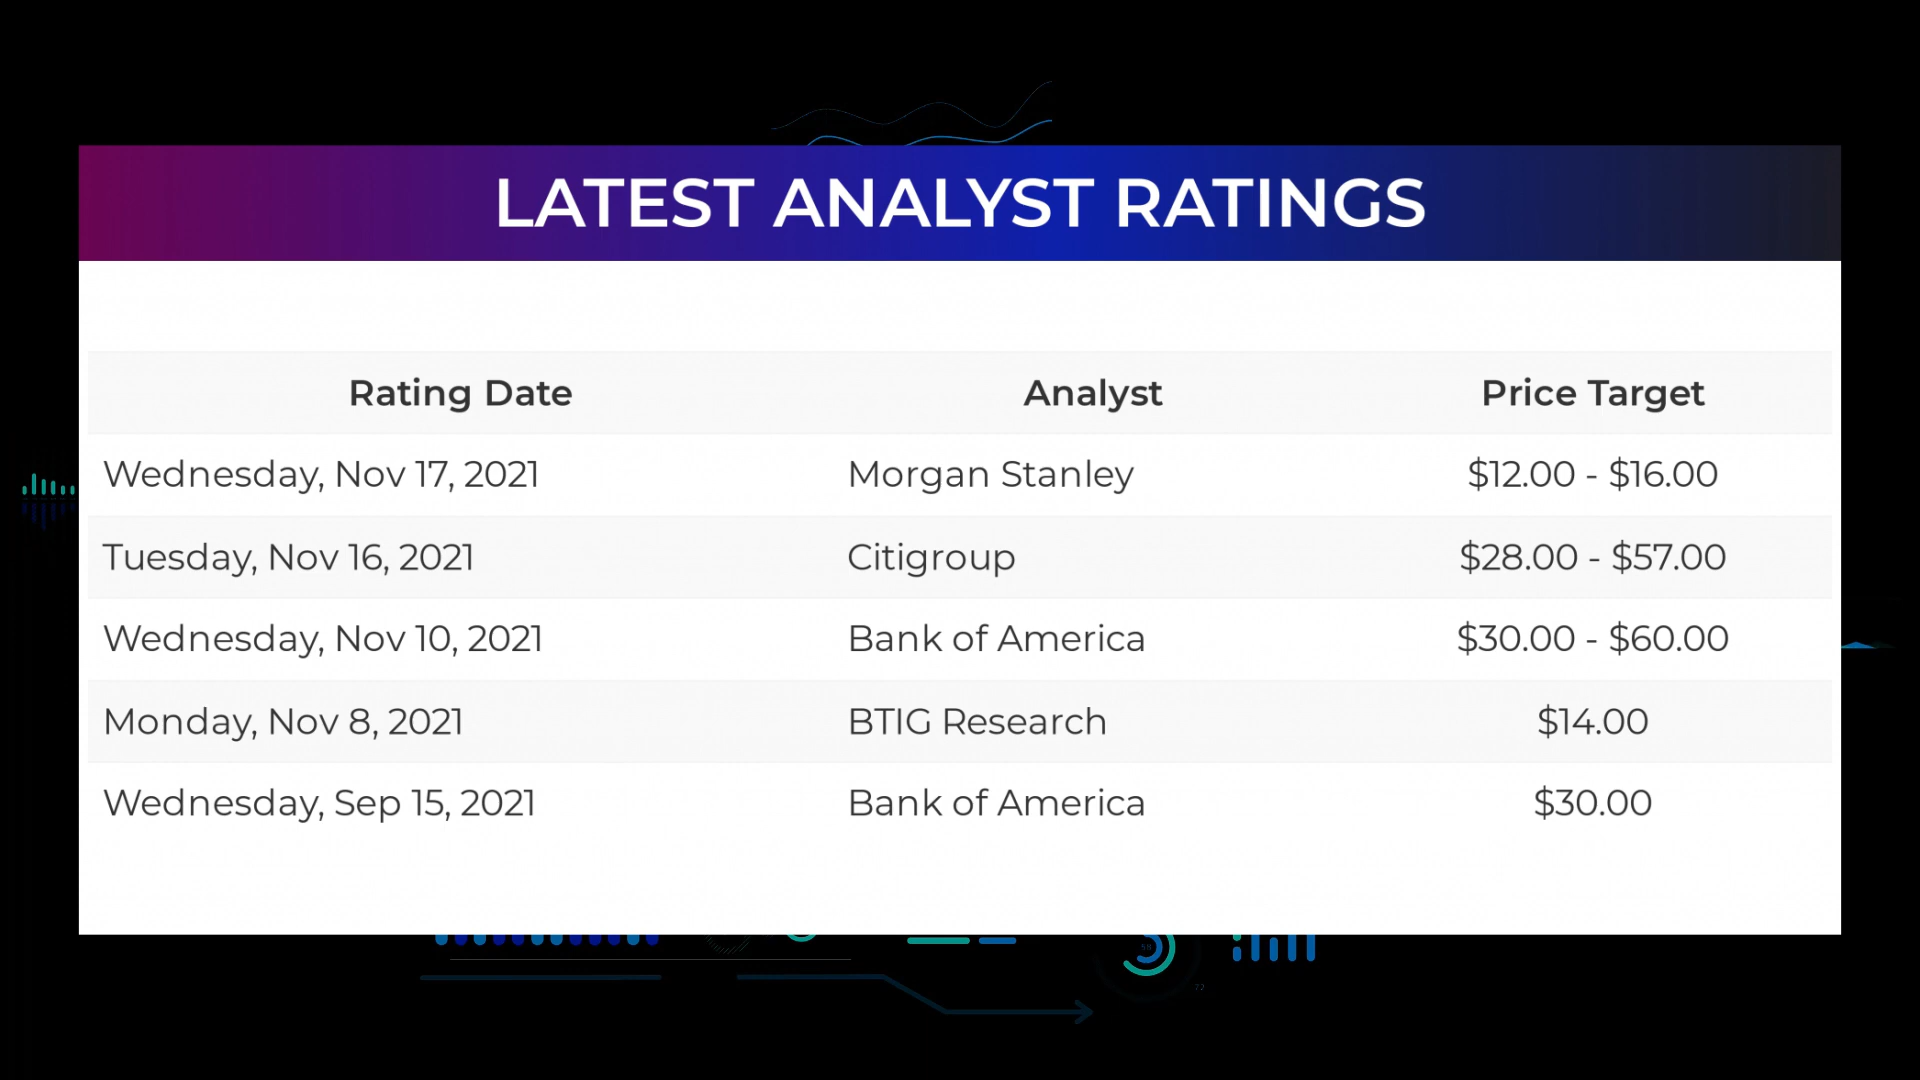 LATEST ANALYST RATINGS
Rating Date Analyst Price Target
Wednesday, Nov 17, 2021 Morgan Stanley $12.00 - $16.00
Tuesday, Nov 16, 2021 Citigroup $28.00 - $57.00
Wednesday, Nov 10, 2021 Bank of America $30.00 - $60.00
Monday, Nov 8, 2021 BTIG Research $14.00
Wednesday, Sep 15, 2021 Bank of America $30.00